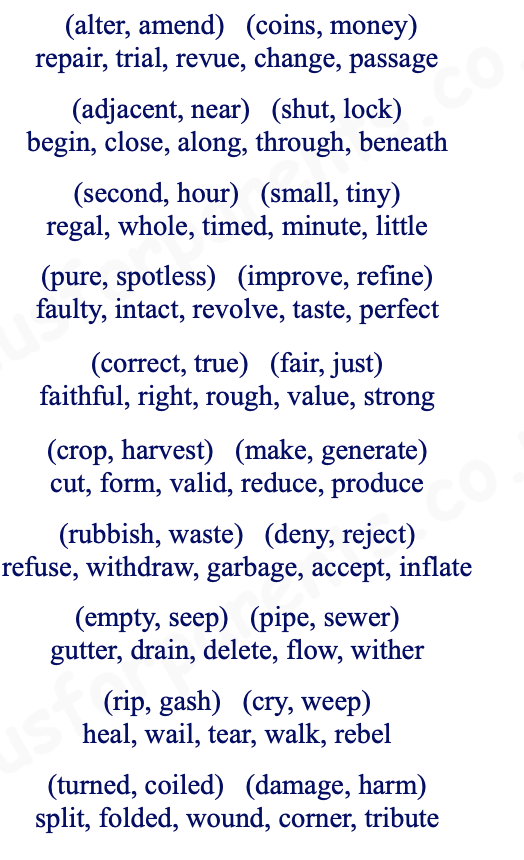 (alter, amend) (coins, money)
repair, trial, revue, change, passage
(adjacent, near) (shut, lock)
begin, close, along, through, beneath
(second, hour) (small, tiny)
regal, whole, timed, minute, little
(pure, spotless) (improve, refine)
faulty, intact, revolve, taste, perfect
(correct, true) (fair, just)
faithful, right, rough, value, strong
(crop, harvest) (make, generate)
cut, form, valid, reduce, produce
(rubbish, waste) (deny, reject)
refuse, withdraw, garbage, accept, inflate
(empty, seep) (pipe, sewer)
gutter, drain, delete, flow, wither
(rip, gash) (cry, weep)
heal, wail, tear, walk, rebel
(turned, coiled) (damage, harm)
split, folded, wound, corner, tribute